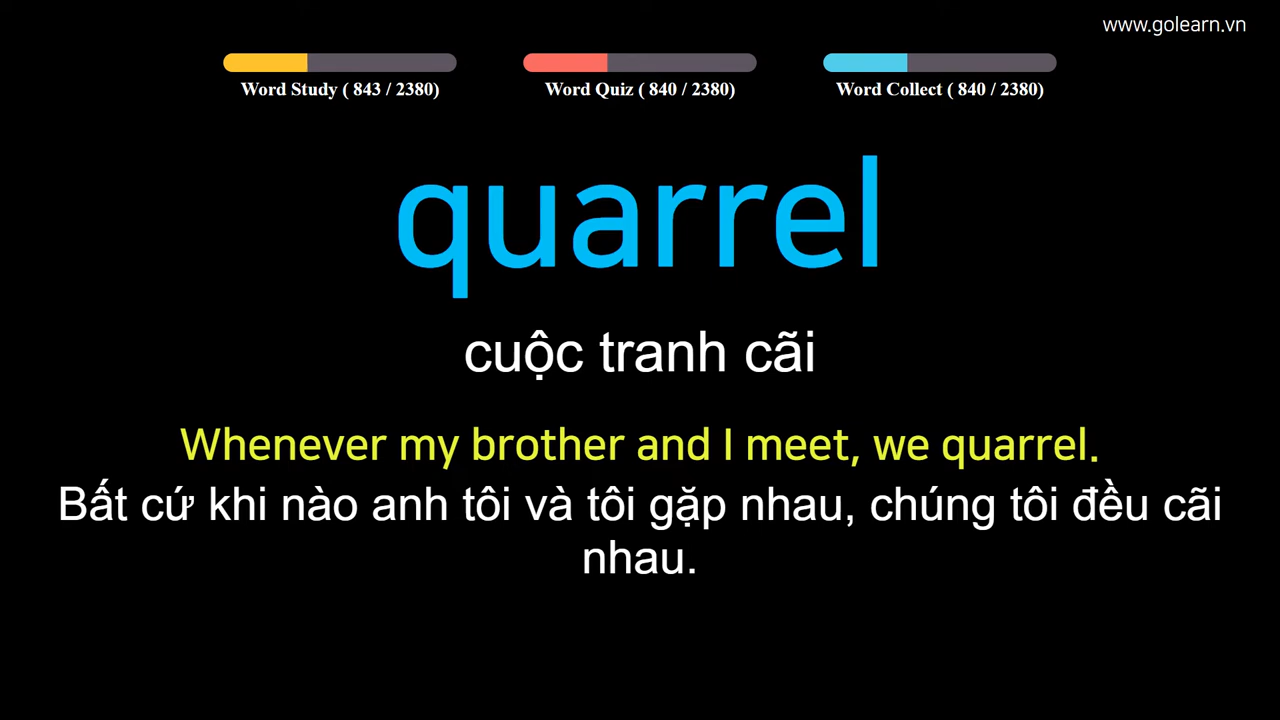 www.golearn.vn
Word Study ( 843 / 2380)
Word Quiz ( 840 / 2380)
Word Collect ( 840 / 2380)
quarrel
cuộc tranh cãi
Whenever my brother and I meet, we quarrel.
Bất cứ khi nào anh tôi và tôi gặp nhau, chúng tôi đều cãi
nhau.